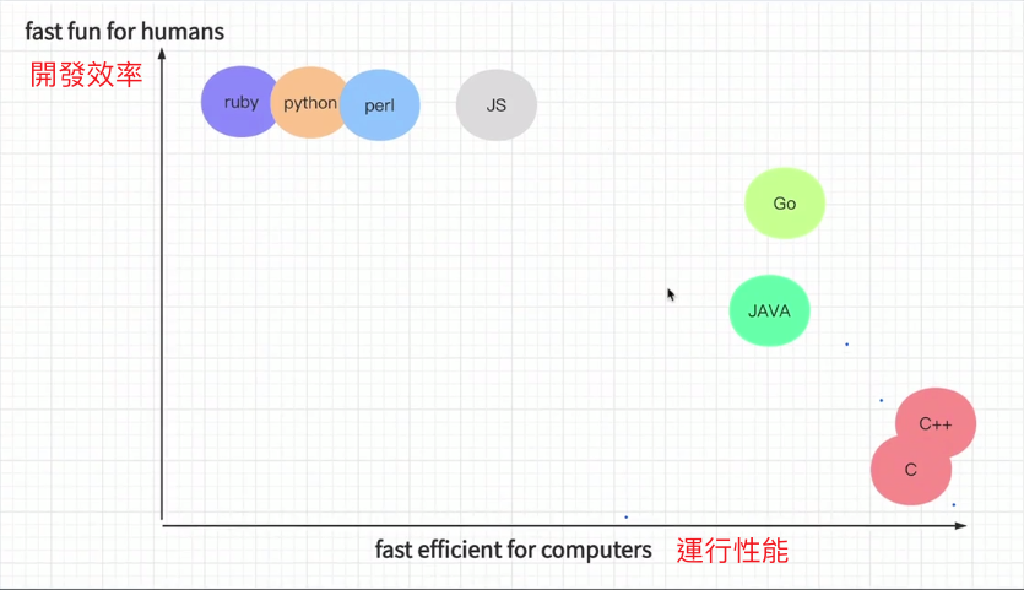 fast fun for humans
開發效率
ruby
python
perl
JS
Go
JAVA
C++
C
fast efficient for computers
運行性能